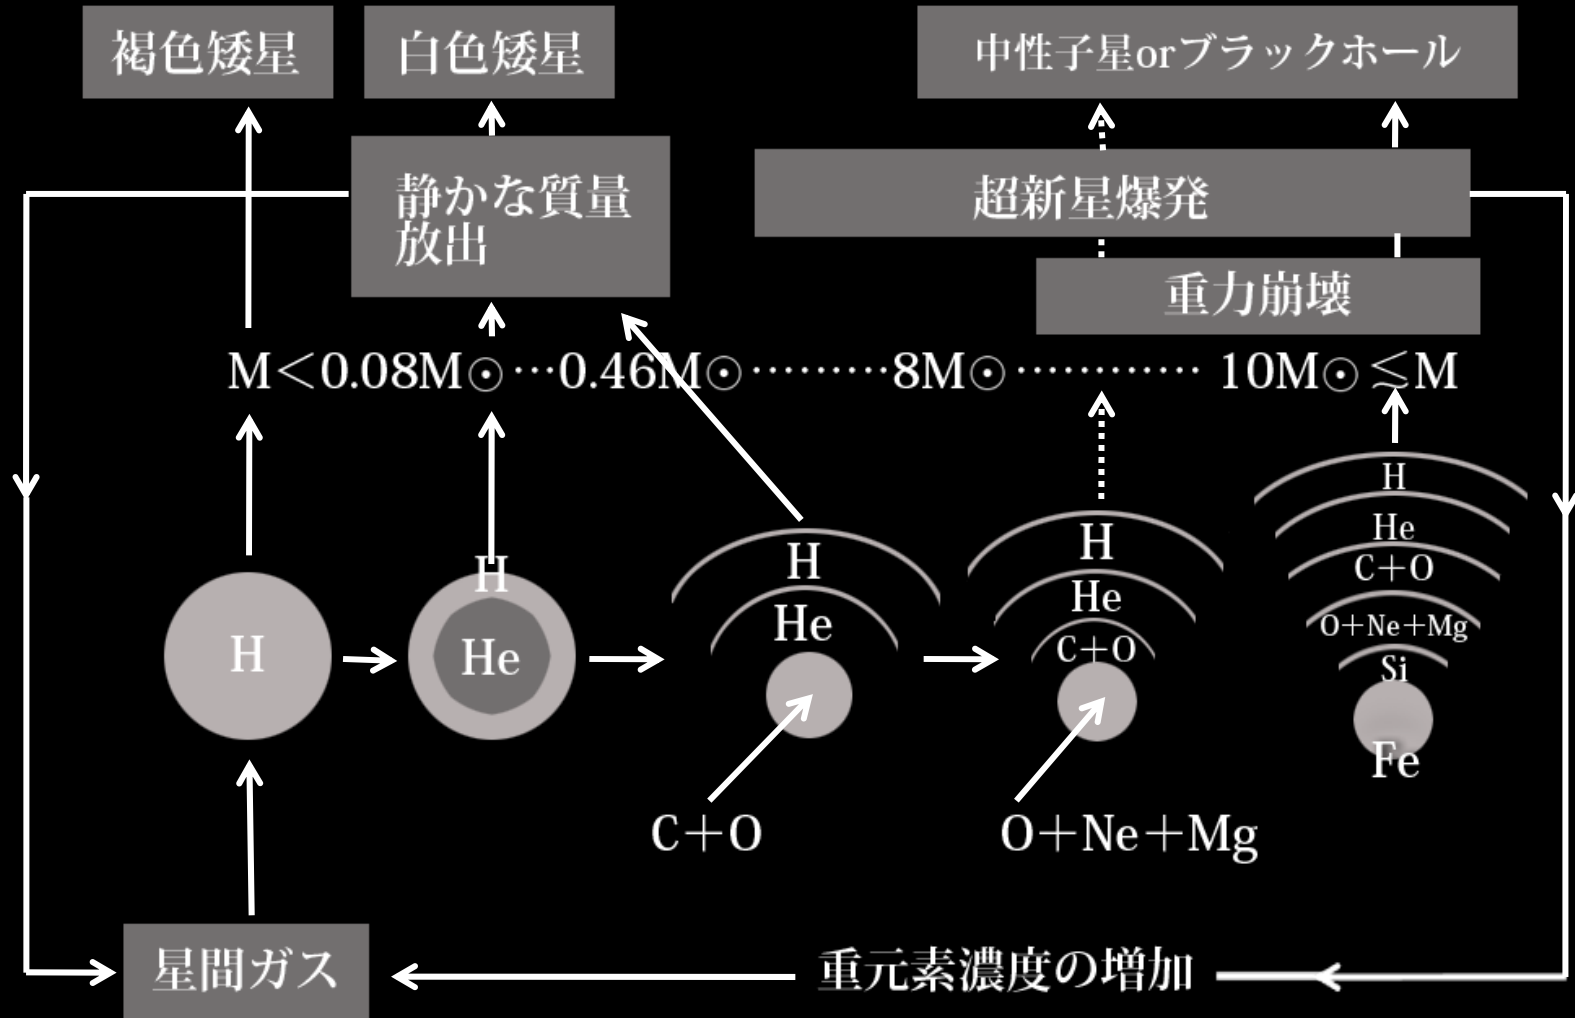 褐色矮星
白色矮星
中性子星orブラックホール
静かな質量
放出
超新星爆発
重力崩壊
M＜0.08M☉…0.46M☉………8M☉………… 10M☉≦M
H
H
He
H
He
C＋O
H
He
C＋O
O＋Ne＋Mg
H
He
C＋O
O＋Ne＋Mg
Si
Fe
星間ガス
重元素濃度の増加